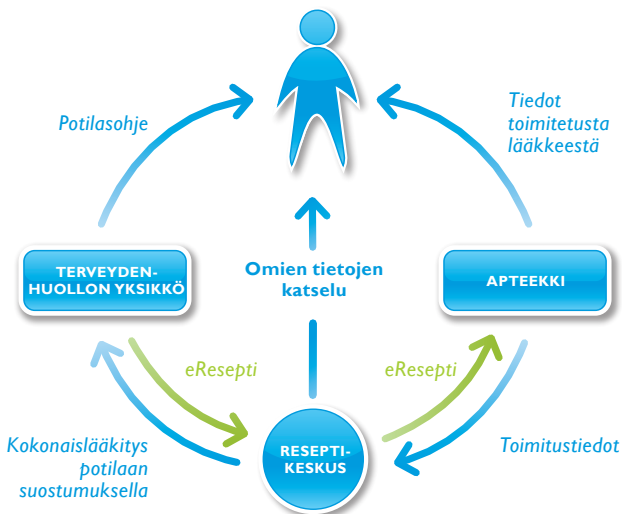 Potilasohje
Tiedot
toimitetusta
lääkkeestä
TERVEYDEN-
HUOLLON YKSIKKÖ
Omien tietojen
katselu
APTEEKKI
eResepti
eResepti
Kokonaislääkitys
potilaan
suostumuksella
RESEPTI-
KESKUS
Toimitustiedot